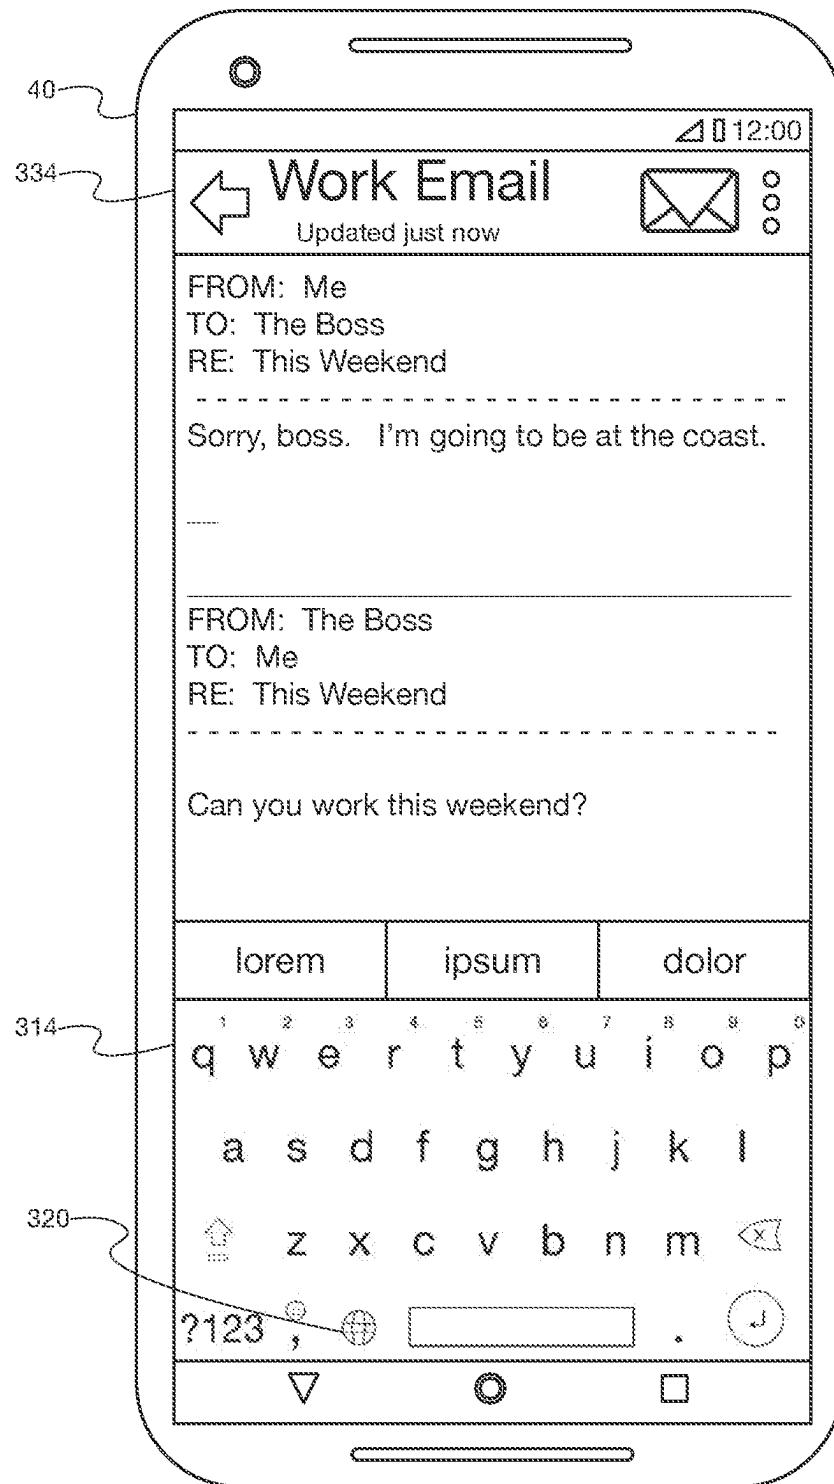 40
12:00
334
Work Email
Updated just now
FROM: Me
TO: The Boss
RE: This Weekend
Sorry, boss. I'm going to be at the coast.
FROM: The Boss
TO: Me
RE: This Weekend
Can you work this weekend?
lorem ipsum dolor
314
1 2 3 4 5 6 7 8 9 0
q w e r t y u i o p
a s d f g h j k l
320
z x c v b n m
?123 , .